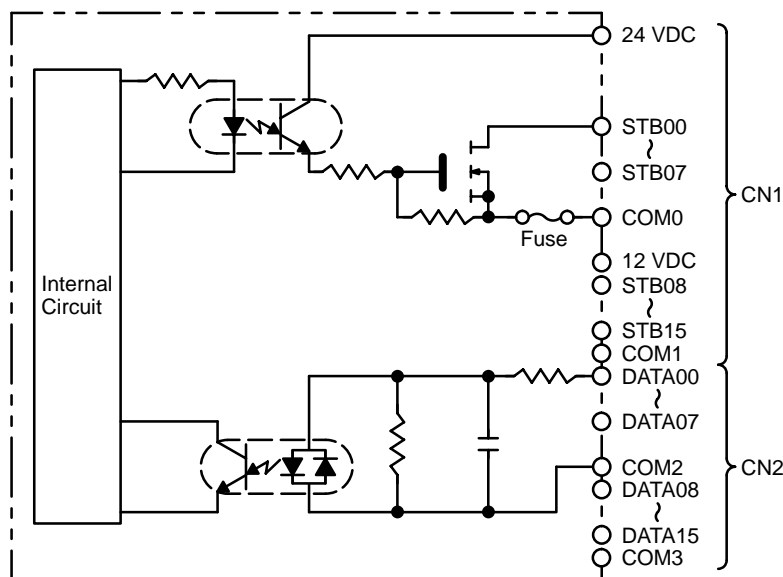 24 VDC
STB00
~
STB07
COM0
Fuse
12 VDC
STB08
~
STB15
COM1
CN1
Internal
Circuit
DATA00
~
DATA07
COM2
DATA08
~
DATA15
COM3
CN2